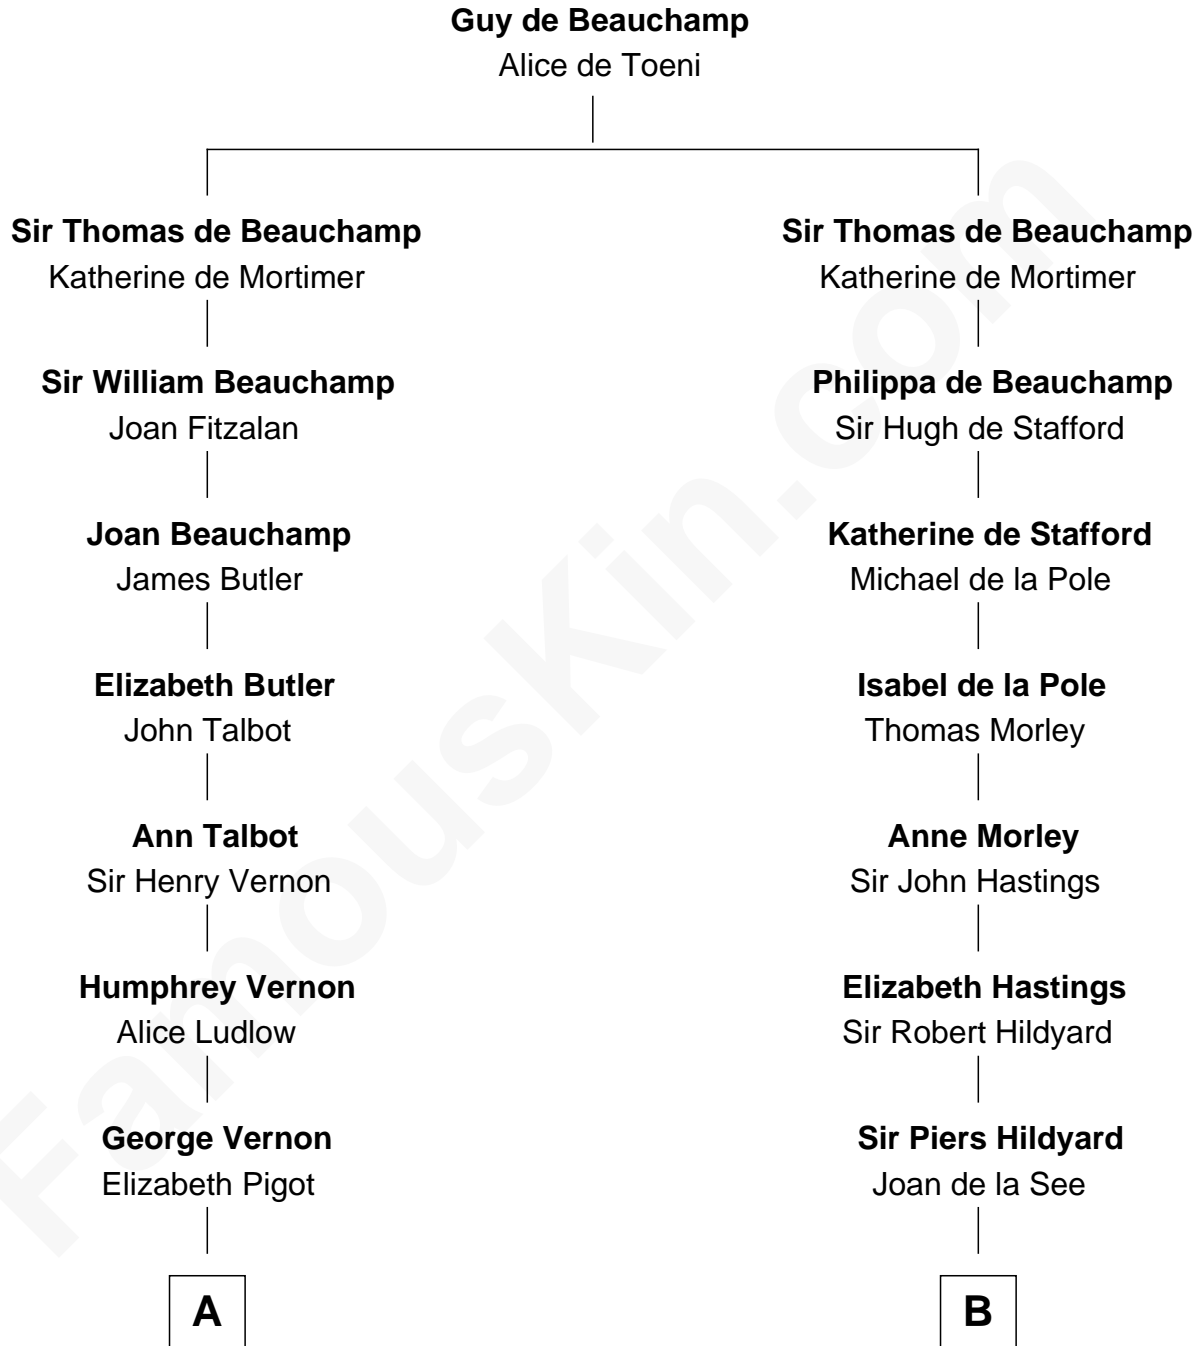 Guy de Beauchamp
Alice de Toeni
Sir Thomas de Beauchamp
Katherine de Mortimer
Sir Thomas de Beauchamp
Katherine de Mortimer
Sir William Beauchamp
Joan Fitzalan
Philippa de Beauchamp
Sir Hugh de Stafford
Joan Beauchamp
James Butler
Katherine de Stafford
Michael de la Pole
Elizabeth Butler
John Talbot
Isabel de la Pole
Thomas Morley
Ann Talbot
Sir Henry Vernon
Anne Morley
Sir John Hastings
Humphrey Vernon
Alice Ludlow
Elizabeth Hastings
Sir Robert Hildyard
George Vernon
Elizabeth Pigot
Sir Piers Hildyard
Joan de la See
A
B
FamousKin.com